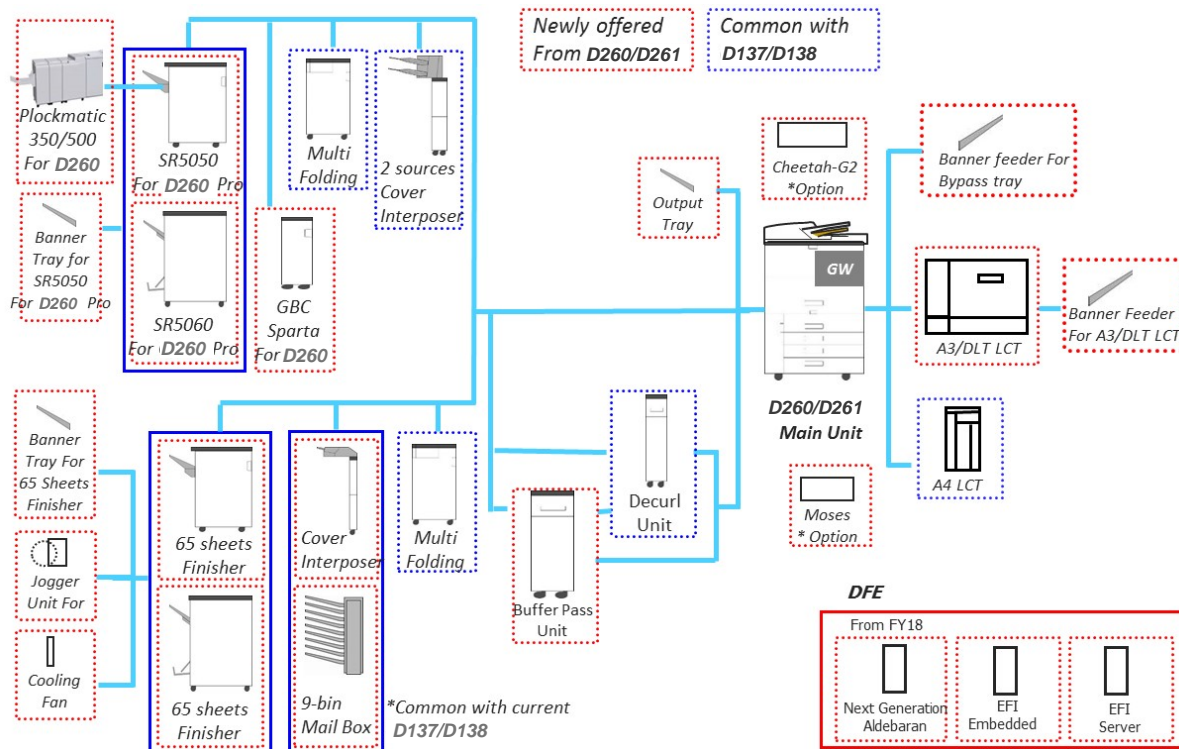 Newly offered
From D260/D261
Common with
D137/D138
Plockmatic
350/500
For D260
SR5050
For D260 Pro
Multi
Folding
2 sources
Cover
Interposer
Banner
Tray for
SR5050
For D260 Pro
SR5060
For D260 Pro
GBC
Sparta
For D260
Output
Tray
Cheetah-G2
*Option
Banner feeder For
Bypass tray
GW
A3/DLT LCT
Banner Feeder
For A3/DLT LCT
D260/D261
Main Unit
A4 LCT
Moses
* Option
Banner
Tray For
65 Sheets
Finisher
65 sheets
Finisher
Cover
Interposer
Multi
Folding
Decurl
Unit
Buffer Pass
Unit
Jogger
Unit For
Cooling
Fan
65 sheets
Finisher
9-bin
Mail Box
*Common with current
D137/D138
DFE
From FY18
Next Generation
Aldebaran
EFI
Embedded
EFI
Server